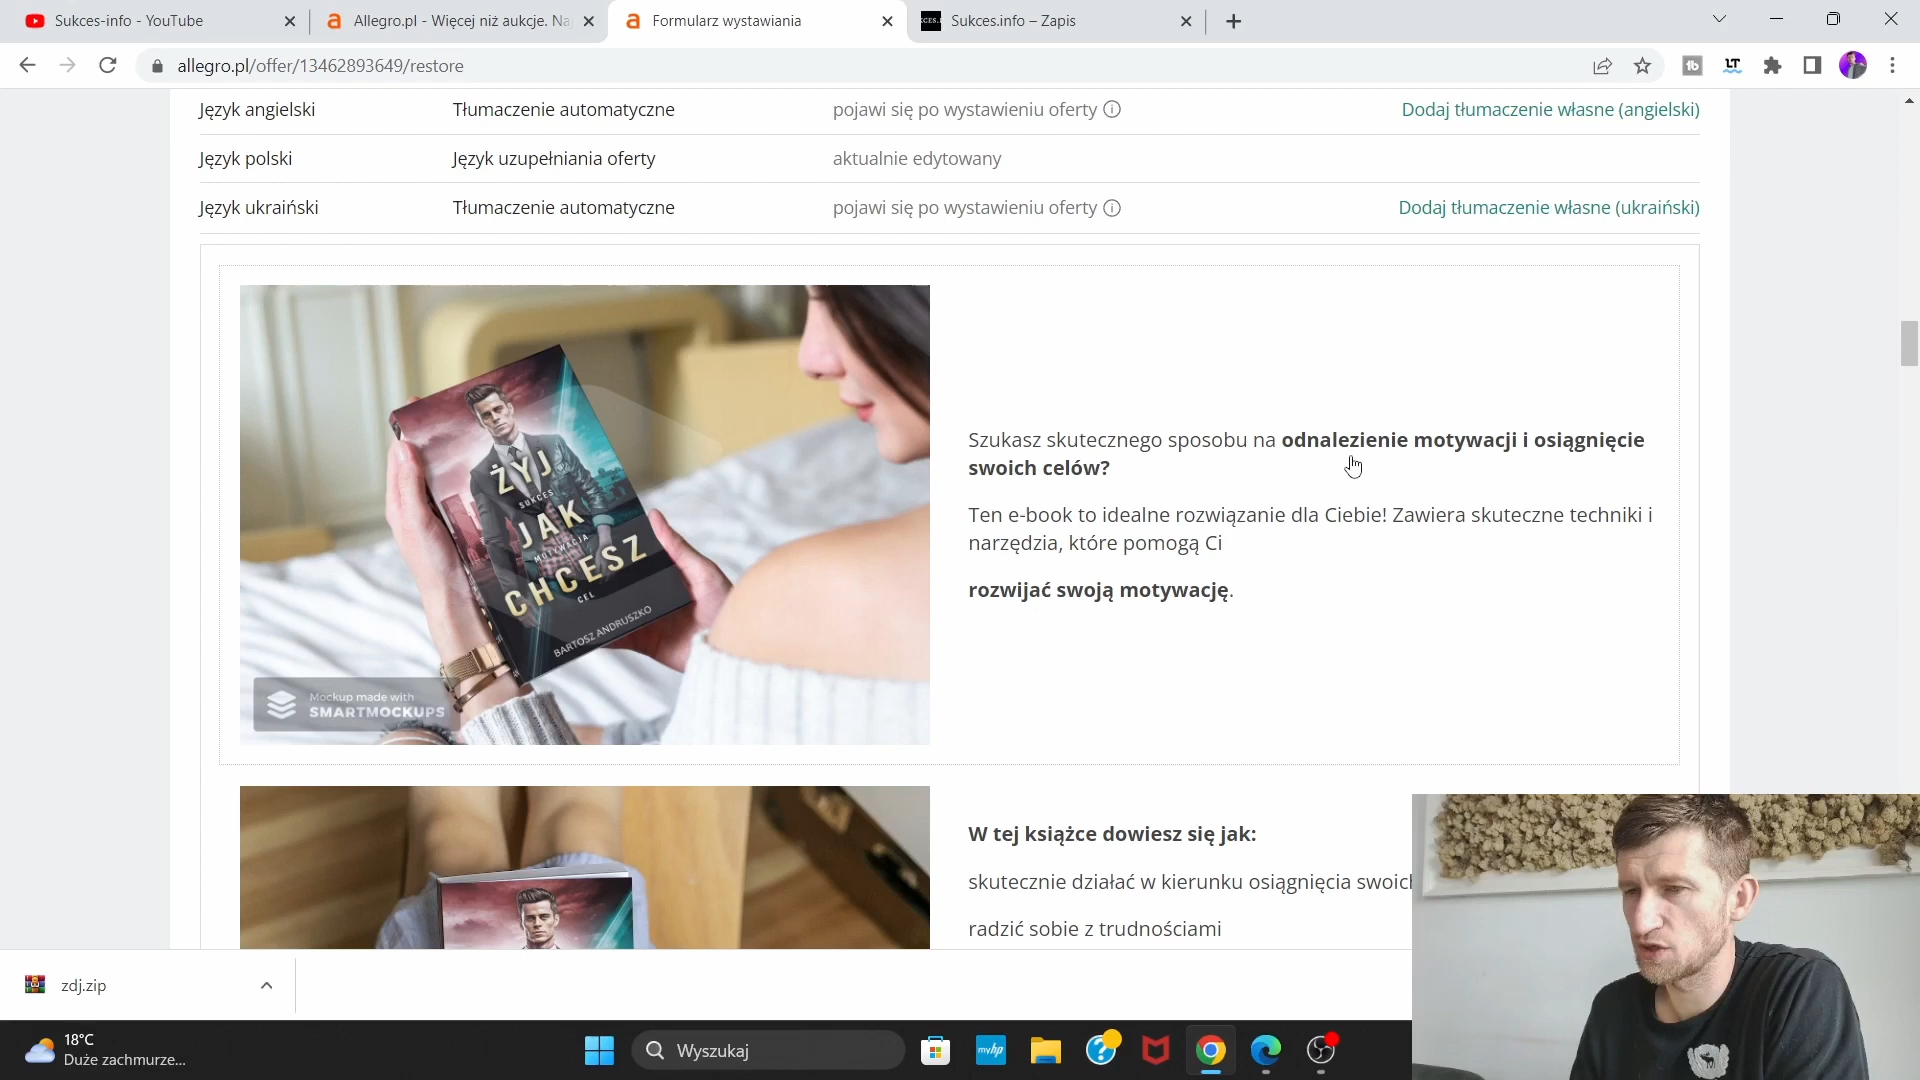 Sukces-info - YouTube
Allegro.pl - Więcej niż aukcje. Na
Formularz wystawiania
Sukces.info – Zapis
allegro.pl/offer/13462893649/restore
Język angielski Tłumaczenie automatyczne pojawi się po wystawieniu oferty Dodaj tłumaczenie własne (angielski)
Język polski Język uzupełniania oferty aktualnie edytowany
Język ukraiński Tłumaczenie automatyczne pojawi się po wystawieniu oferty Dodaj tłumaczenie własne (ukraiński)
ŻYJ
SUKCES
JAK
MOTYWACJA
CHCESZ
CEL
BARTOSZ ANDRUSZKO
Mockup made with
SMARTMOCKUPS
Szukasz skutecznego sposobu na odnalezienie motywacji i osiągnięcie
swoich celów?
Ten e-book to idealne rozwiązanie dla Ciebie! Zawiera skuteczne techniki i
narzędzia, które pomogą Ci
rozwijać swoją motywację.
W tej książce dowiesz się jak:
skutecznie działać w kierunku osiągnięcia swoich
radzić sobie z trudnościami
zdj.zip
18°C
Duże zachmurze...
Wyszukaj
myhp